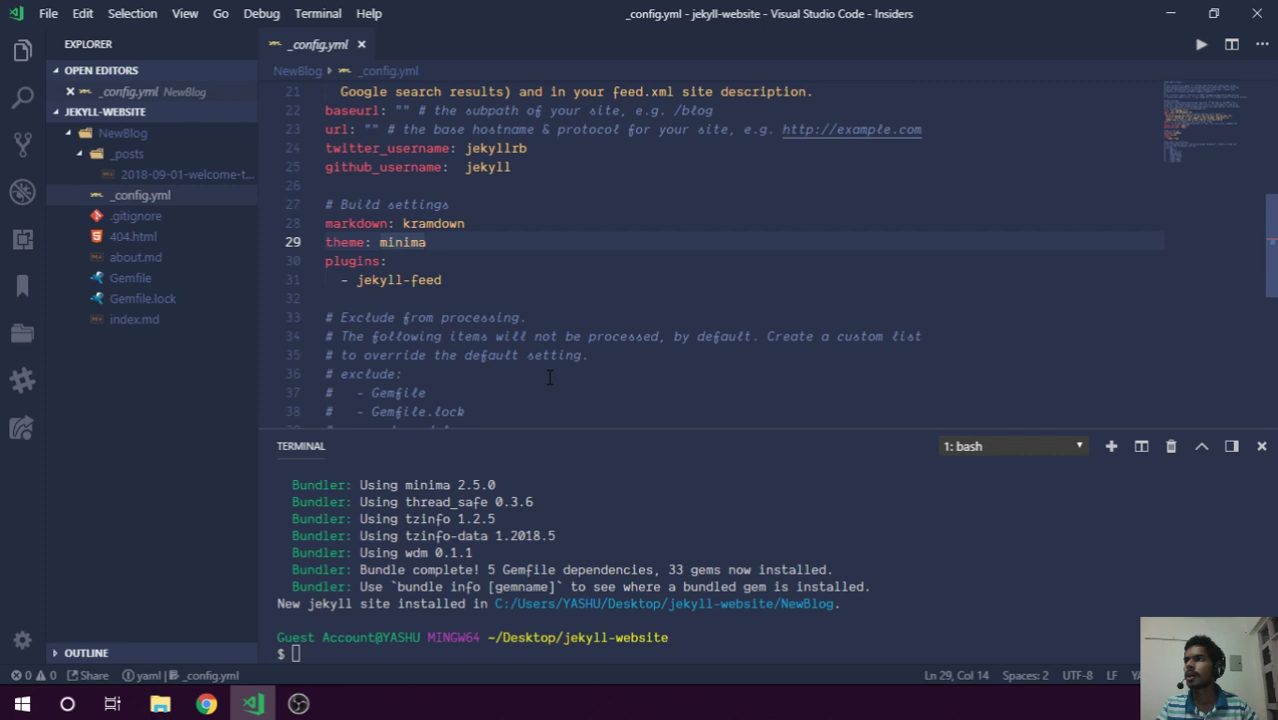 File Edit Selection View Go Debug Terminal Help
_config.yml - jekyll-website - Visual Studio Code - Insiders
EXPLORER
_config.yml
OPEN EDITORS
_config.yml NewBlog
JEKYLL-WEBSITE
NewBlog
_posts
2018-09-01-welcome-t...
_config.yml
.gitignore
404.html
about.md
Gemfile
Gemfile.lock
index.md
OUTLINE
NewBlog _config.yml
21 Google search results) and in your feed.xml site description.
22 baseurl: "" # the subpath of your site, e.g. /blog
23 url: "" # the base hostname & protocol for your site, e.g. http://example.com
24 twitter_username: jekyllrb
25 github_username:  jekyll
26
27 # Build settings
28 markdown: kramdown
29 theme: minima
30 plugins:
31   - jekyll-feed
32
33 # Exclude from processing.
34 # The following items will not be processed, by default. Create a custom list
35 # to override the default setting.
36 # exclude:
37 #   - Gemfile
38 #   - Gemfile.lock
TERMINAL
1: bash
Bundler: Using minima 2.5.0
Bundler: Using thread_safe 0.3.6
Bundler: Using tzinfo 1.2.5
Bundler: Using tzinfo-data 1.2018.5
Bundler: Using wdm 0.1.1
Bundler: Bundle complete! 5 Gemfile dependencies, 33 gems now installed.
Bundler: Use `bundle info [gemname]` to see where a bundled gem is installed.
New jekyll site installed in C:/Users/YASHU/Desktop/jekyll-website/NewBlog.
Guest Account@YASHU MINGW64 ~/Desktop/jekyll-website
$
0 0 Share yaml | _config.yml
Ln 29, Col 14 Spaces: 2 UTF-8 LF